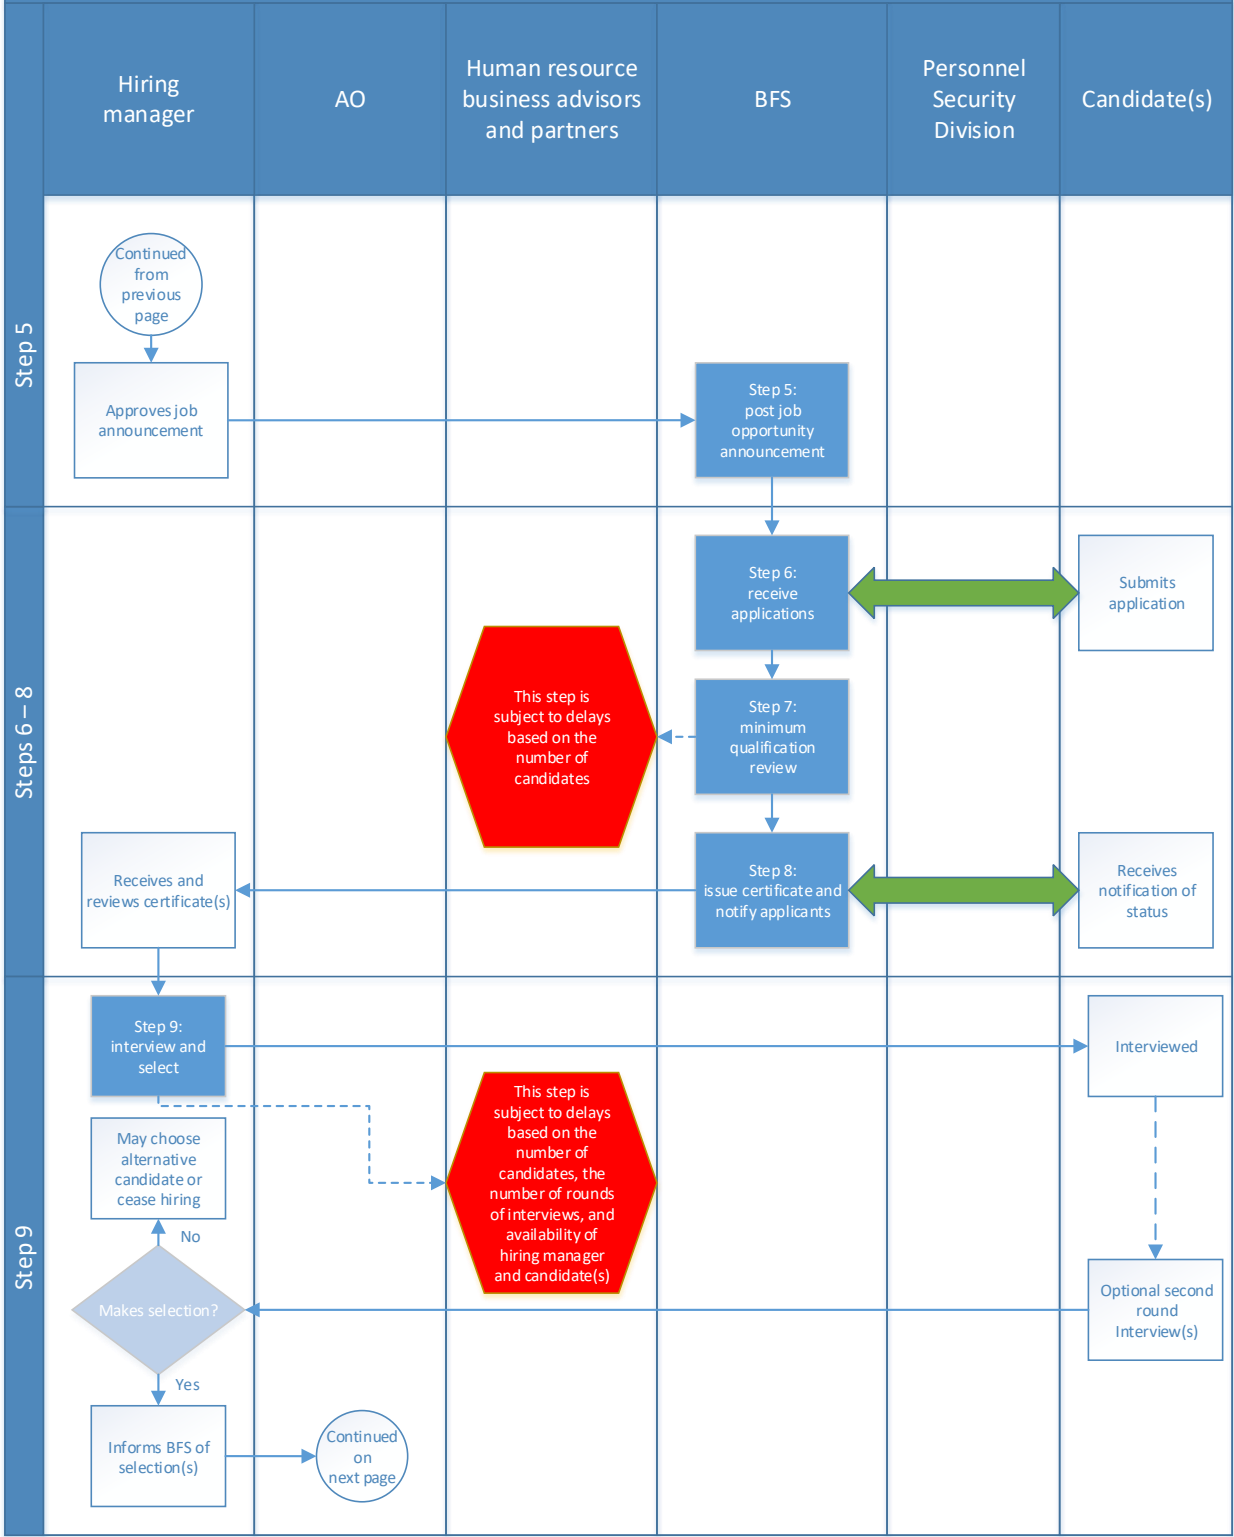 Hiring
manager
AO
Human resource
business advisors
and partners
BFS
Personnel
Security
Division
Candidate(s)
Step 5
Continued
from
previous
page
Approves job
announcement
Step 5:
post job
opportunity
announcement
Steps 6 – 8
Step 6:
receive
applications
Submits
application
This step is
subject to delays
based on the
number of
candidates
Step 7:
minimum
qualification
review
Receives and
reviews certificate(s)
Step 8:
issue certificate and
notify applicants
Receives
notification of
status
Step 9
Step 9:
interview and
select
Interviewed
This step is
subject to delays
based on the
number of
candidates, the
number of rounds
of interviews, and
availability of
hiring manager
and candidate(s)
May choose
alternative
candidate or
cease hiring
No
Makes selection?
Optional second
round
Interview(s)
Yes
Informs BFS of
selection(s)
Continued
on
next page